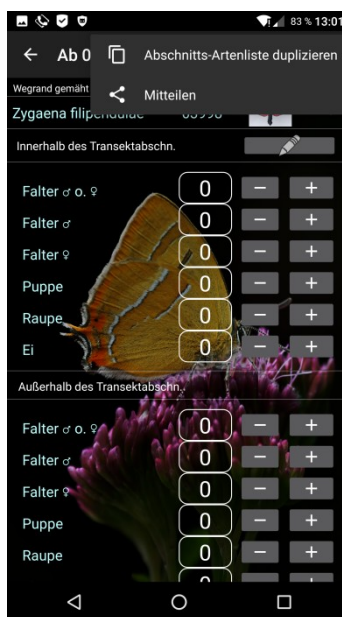 83 % 13:01
Ab 0
Abschnitts-Artenliste duplizieren
Mitteilen
Wegrand gemäht
Zygaena filipendulae
Innerhalb des Transektabschn.
Falter ♂ o. ♀ 0 − +
Falter ♂ 0 − +
Falter ♀ 0 − +
Puppe 0 − +
Raupe 0 − +
Ei 0 − +
Außerhalb des Transektabschn.
Falter ♂ o. ♀ 0 − +
Falter ♂ 0 − +
Falter ♀ 0 − +
Puppe 0 − +
Raupe 0 − +